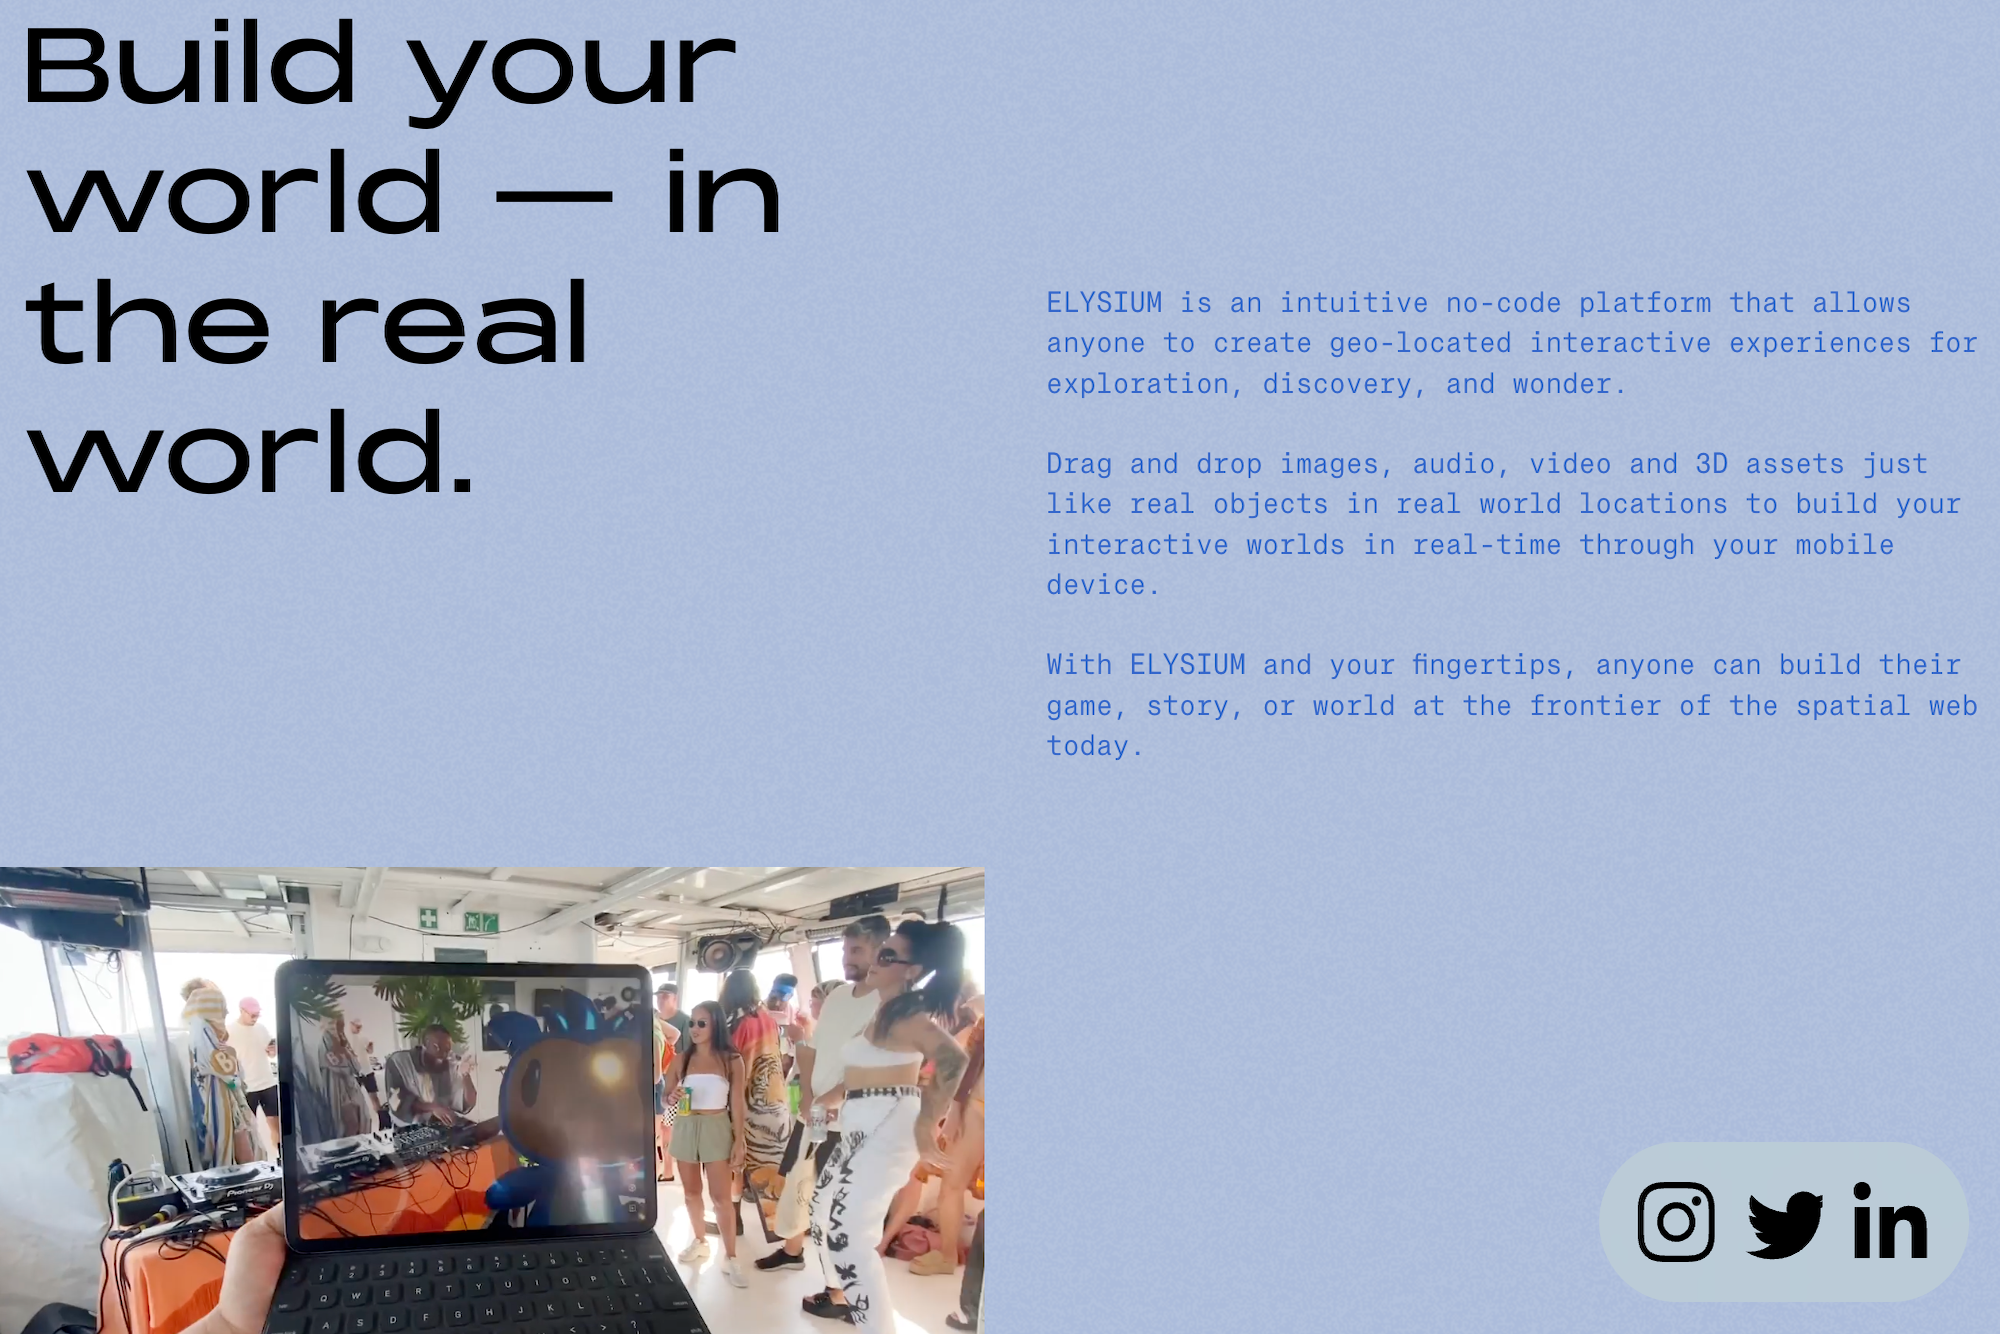 Build your
world — in
the real
world.
ELYSIUM is an intuitive no-code platform that allows
anyone to create geo-located interactive experiences for
exploration, discovery, and wonder.
Drag and drop images, audio, video and 3D assets just
like real objects in real world locations to build your
interactive worlds in real-time through your mobile
device.
With ELYSIUM and your fingertips, anyone can build their
game, story, or world at the frontier of the spatial web
today.
Pioneer Dj
Q W E R T Y U I O P
A S D F G H J K L
in